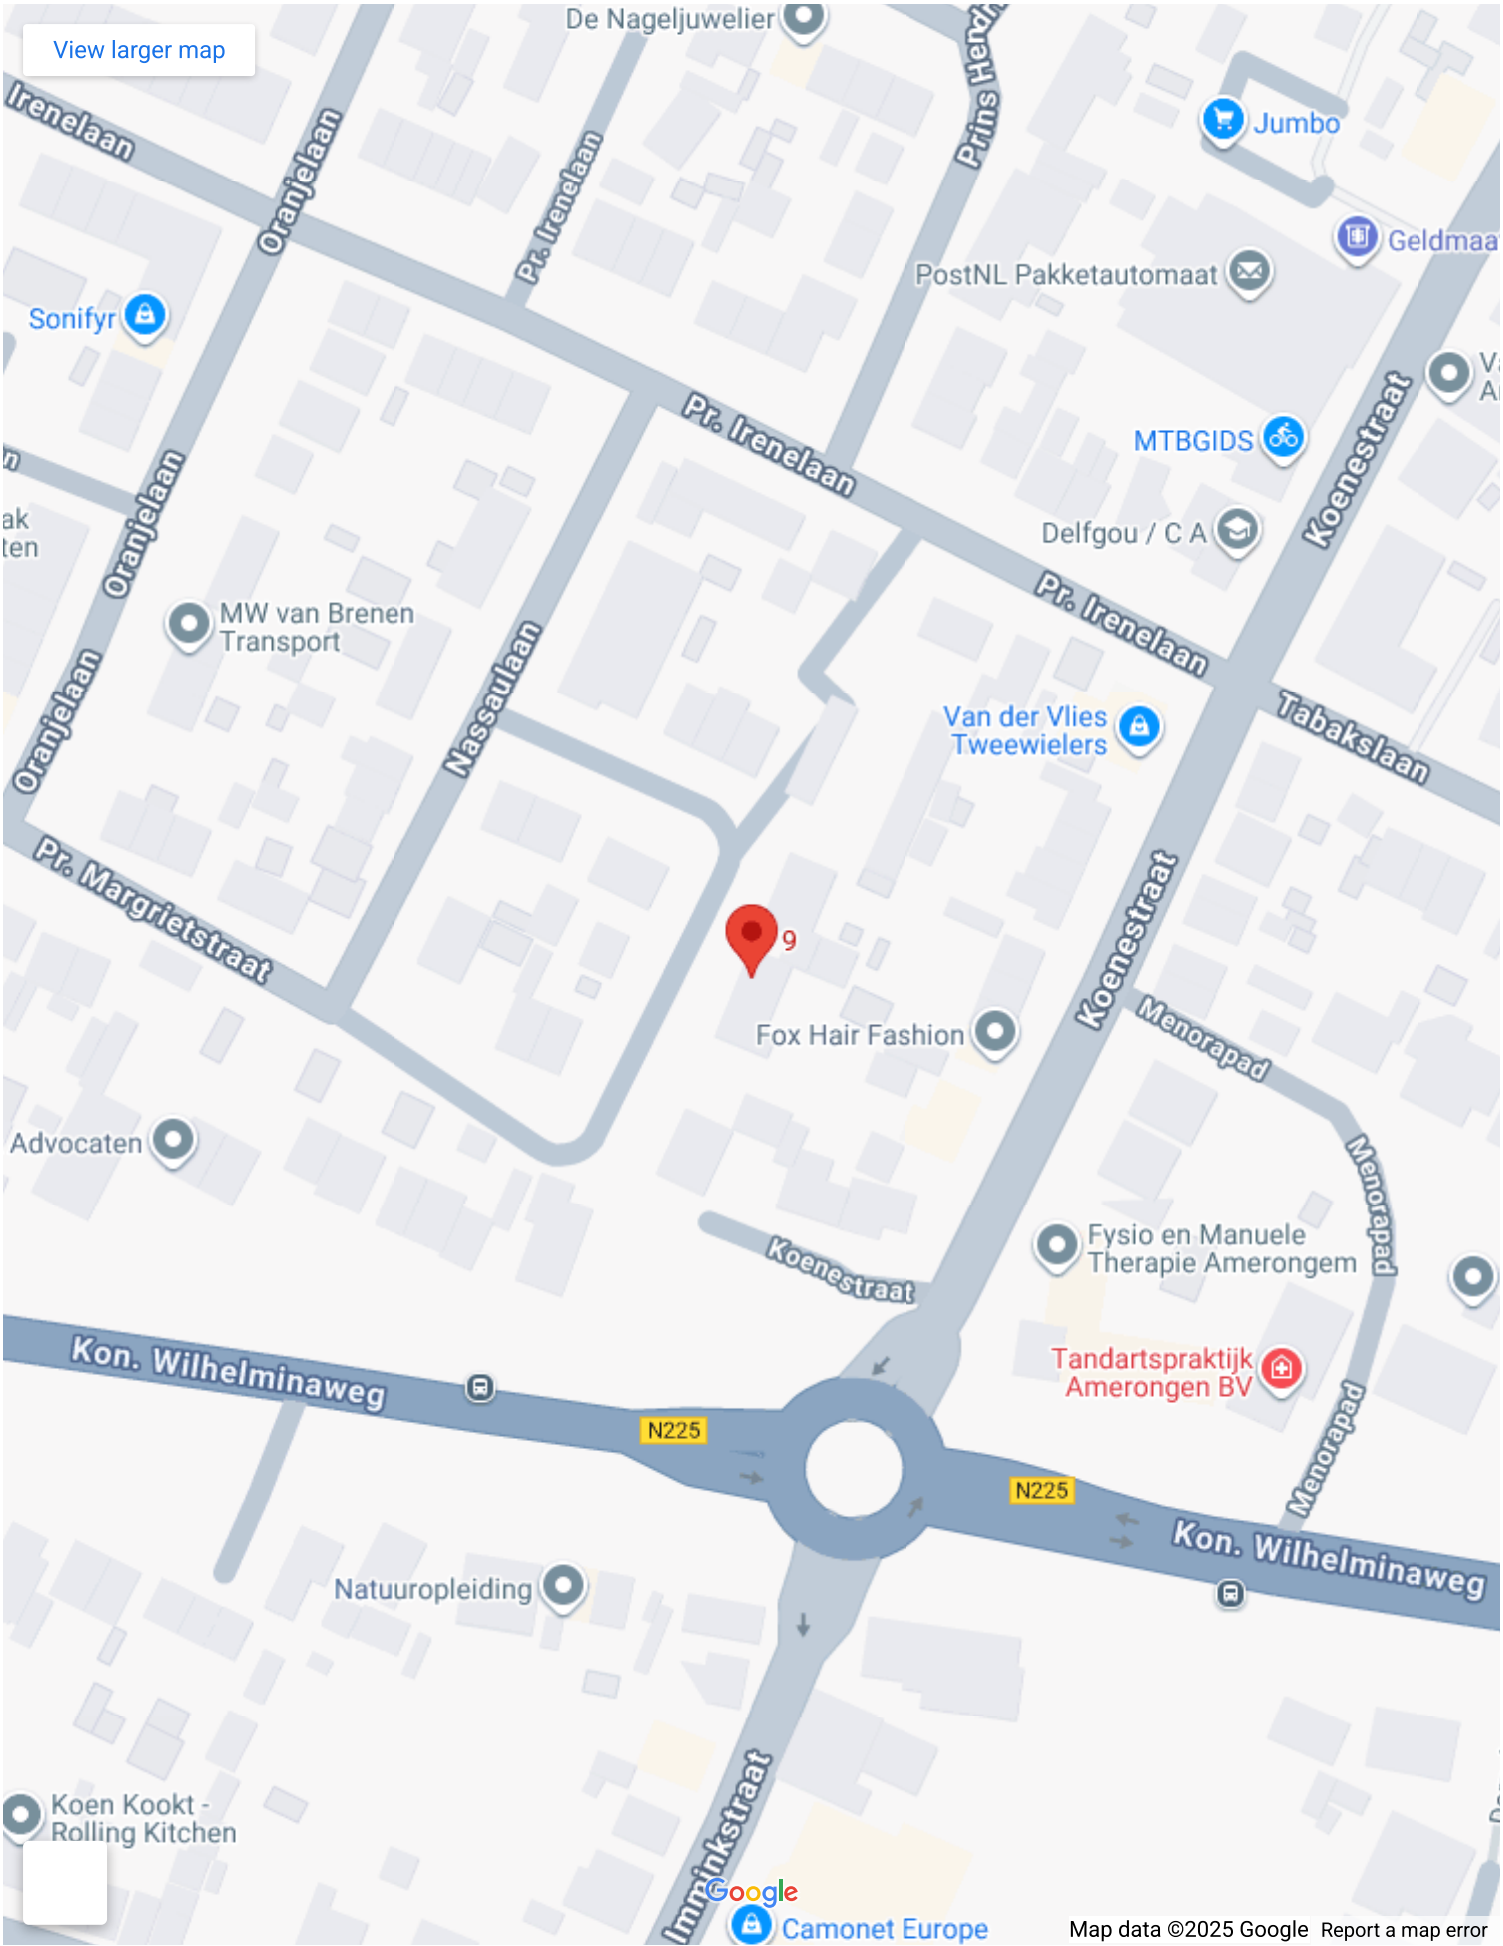 De Nageljuwelier
View larger map
Prins Hendr
Irenelaan
Oranjelaan
Pr. Irenelaan
Jumbo
Geldmaa
PostNL Pakketautomaat
Sonifyr
Va
Koenestraat
Pr. Irenelaan
MTBGIDS
n
Oranjelaan
ak
ten
Delfgou / C A
Pr. Irenelaan
MW van Brenen
Transport
Nassaulaan
Oranjelaan
Van der Vlies
Tweewielers
Tabakslaan
Pr. Margrietstraat
Koenestraat
9
Fox Hair Fashion
Menorapad
Advocaten
Menorapad
Koenestraat
Fysio en Manuele
Therapie Amerongem
Kon. Wilhelminaweg
Tandartspraktijk
Amerongen BV
N225
Menorapad
N225
Kon. Wilhelminaweg
Natuuropleiding
Imminkstraat
Koen Kookt -
Rolling Kitchen
Google
Camonet Europe
Map data ©2025 Google
Report a map error